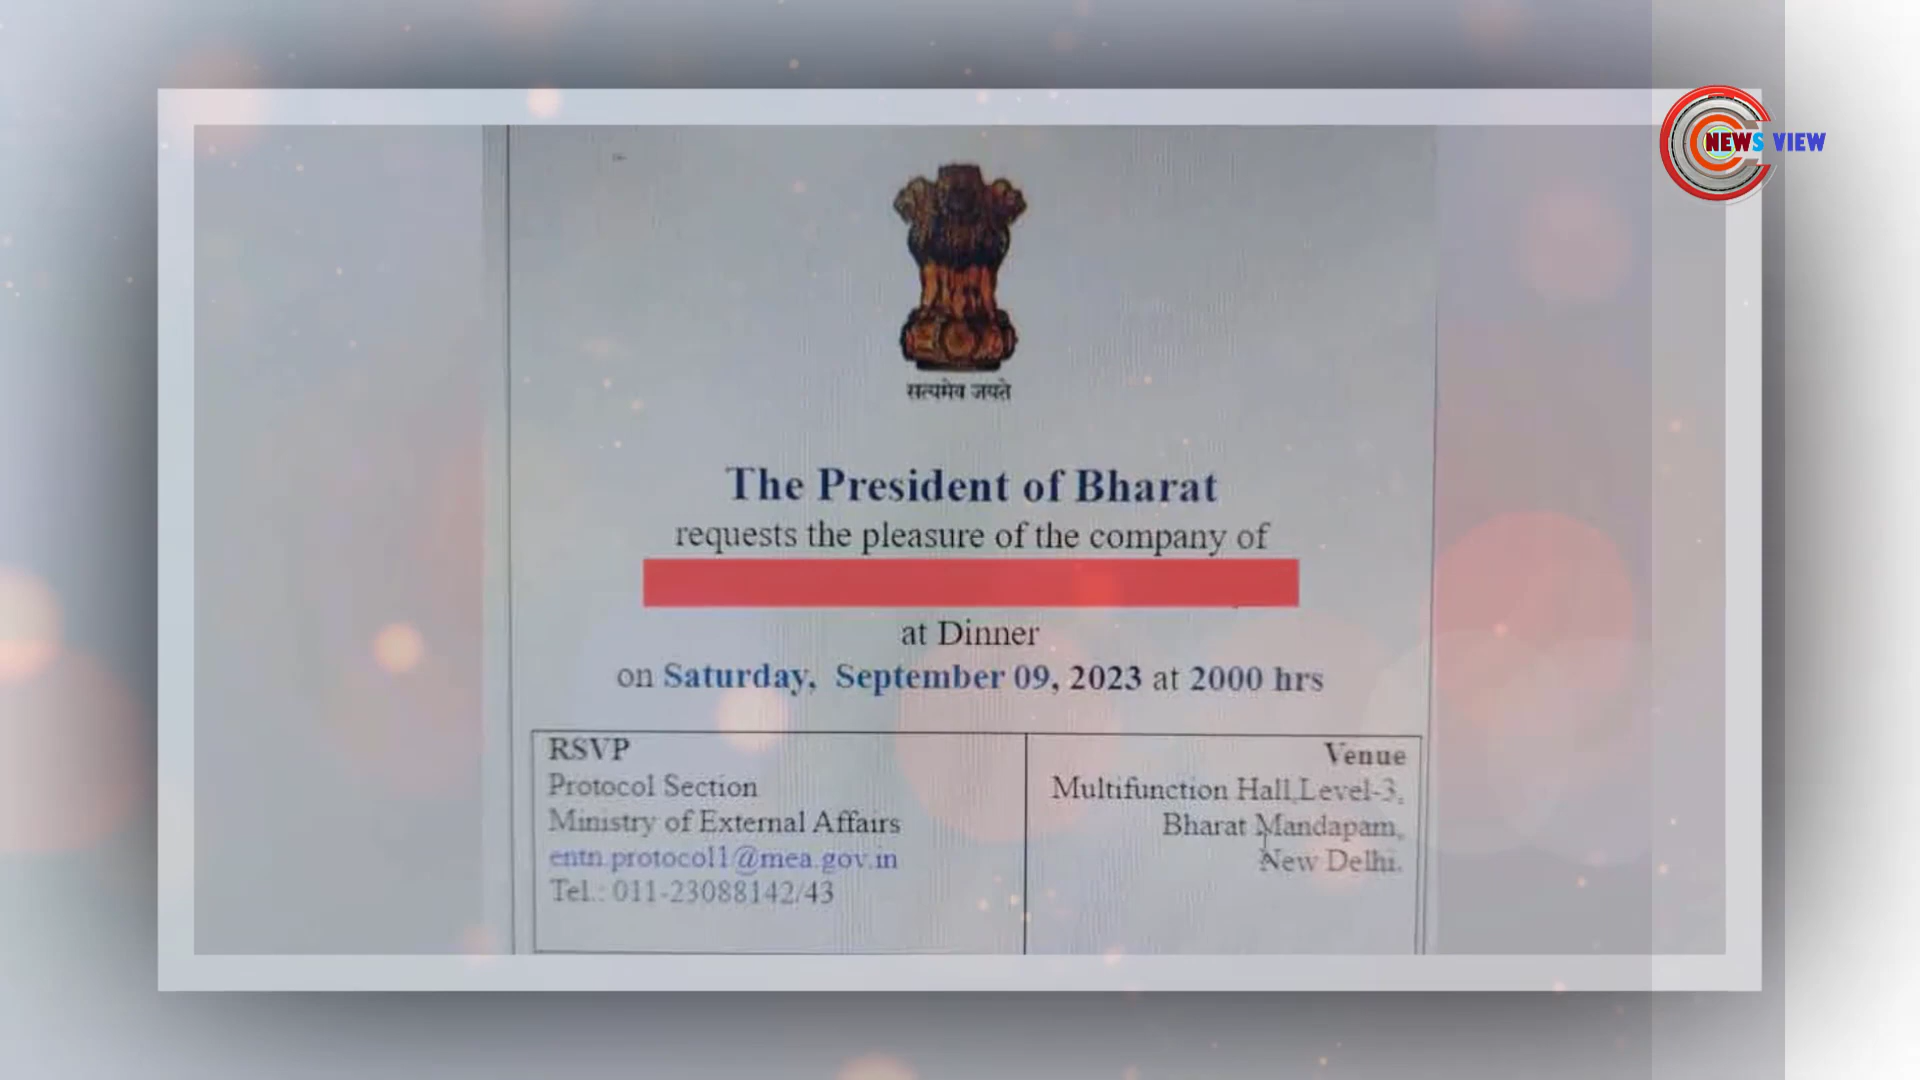 NEWS VIEW
सत्यमेव जयते
The President of Bharat
requests the pleasure of the company of
at Dinner
on Saturday, September 09, 2023 at 2000 hrs
RSVP
Protocol Section
Ministry of External Affairs
entn.protocol1@mea.gov.in
Tel.: 011-23088142/43
Venue
Multifunction Hall,Level-3,
Bharat Mandapam,
New Delhi.